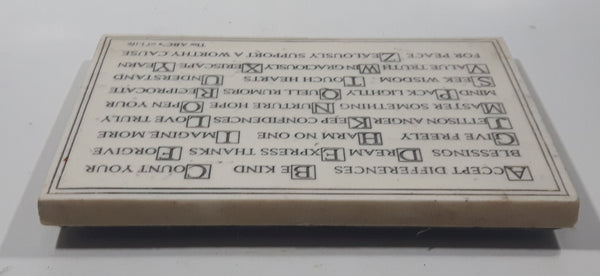 ACCEPT DIFFERENCES BE KIND COUNT YOUR
BLESSINGS DREAM EXPRESS THANKS FORGIVE
GIVE FREELY HARM NO ONE IMAGINE MORE
JETTISON ANGER KEEP CONFIDENCES LOVE TRULY
MASTER SOMETHING NURTURE HOPE OPEN YOUR
MIND PACK LIGHTLY QUELL RUMORS RECIPROCATE
SEEK WISDOM TOUCH HEARTS UNDERSTAND
VALUE TRUTH WIN GRACIOUSLY XERISCAPE YEARN
FOR PEACE ZEALOUSLY SUPPORT A WORTHY CAUSE
The ABC's of Life